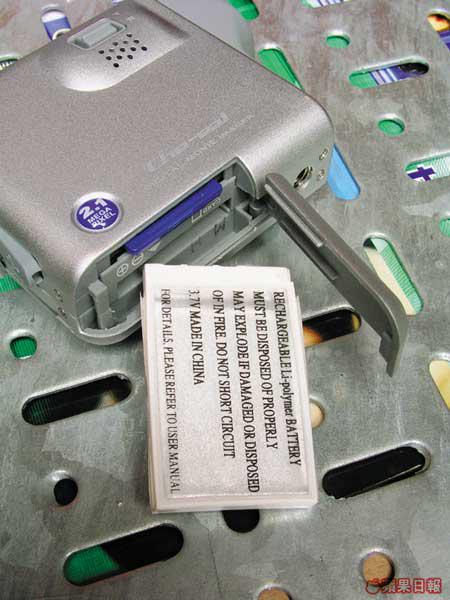 2.1
MEGA
PIXEL
RECHARGEABLE Li-polymer BATTERY
MUST BE DISPOSED OF PROPERLY
MAY EXPLODE IF DAMAGED OR DISPOSED
OF IN FIRE. DO NOT SHORT CIRCUIT
3.7V MADE IN CHINA
FOR DETAILS, PLEASE REFER TO USER MANUAL
蘋果日報